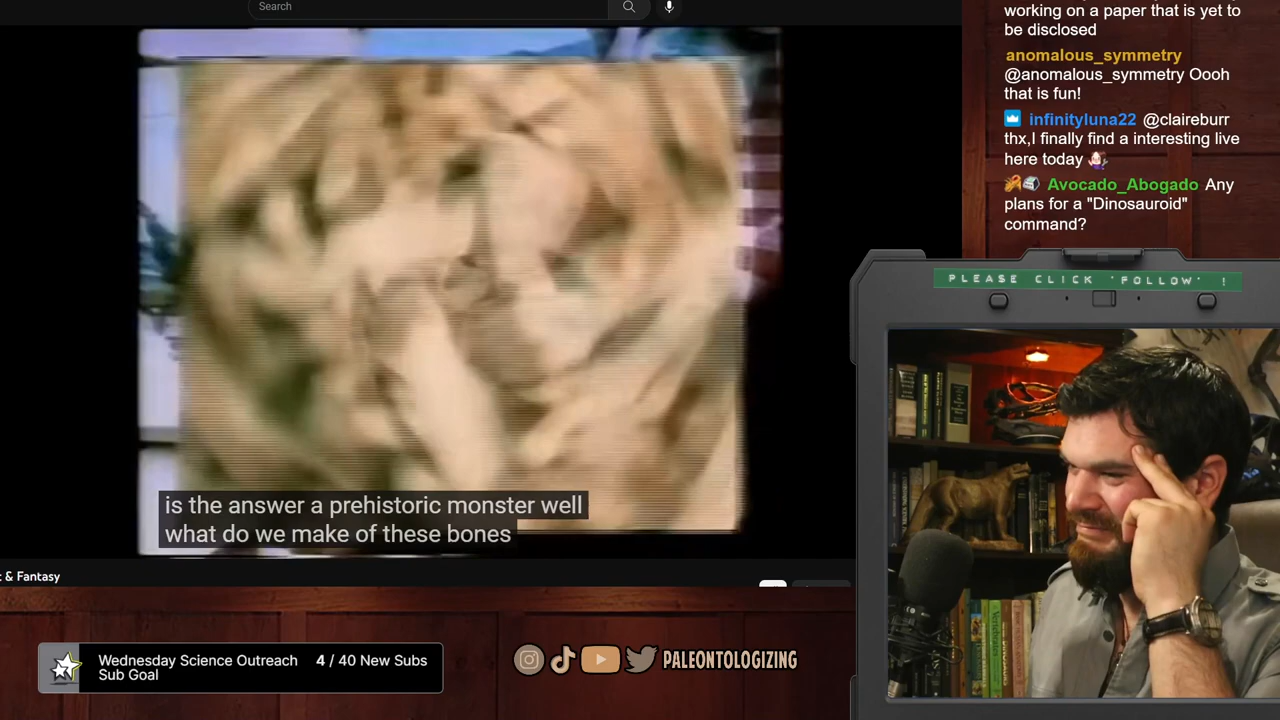 Search
working on a paper that is yet to
be disclosed
anomalous_symmetry
@anomalous_symmetry Oooh
that is fun!
infinityluna22 @claireburr
thx,I finally find a interesting live
here today
Avocado_Abogado Any
plans for a "Dinosauroid"
command?
PLEASE CLICK 'FOLLOW' !
is the answer a prehistoric monster well
what do we make of these bones
& Fantasy
Wednesday Science Outreach 4 / 40 New Subs
Sub Goal
PALEONTOLOGIZING